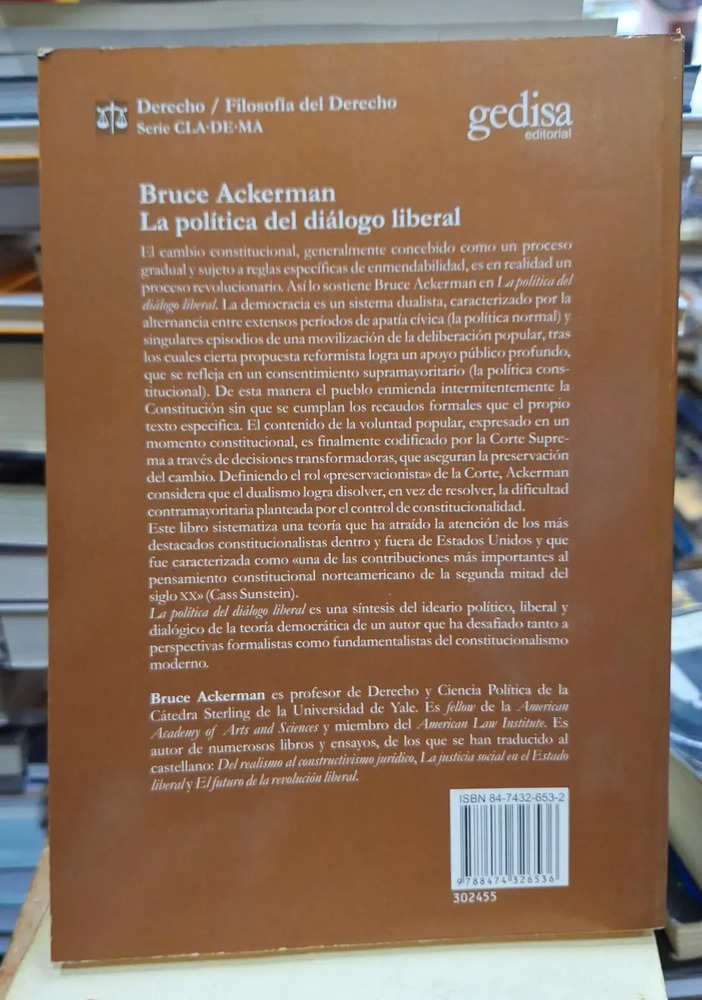 Derecho / Filosofía del Derecho
Serie CLA·DE·MA
gedisa
editorial
Bruce Ackerman
La política del diálogo liberal
El cambio constitucional, generalmente concebido como un proceso
gradual y sujeto a reglas específicas de enmendabilidad, es en realidad un
proceso revolucionario. Así lo sostiene Bruce Ackerman en La política del
diálogo liberal. La democracia es un sistema dualista, caracterizado por la
alternancia entre extensos períodos de apatía cívica (la política normal) y
singulares episodios de una movilización de la deliberación popular, tras
los cuales cierta propuesta reformista logra un apoyo público profundo,
que se refleja en un consentimiento supramayoritario (la política cons-
titucional). De esta manera el pueblo enmienda intermitentemente la
Constitución sin que se cumplan los recaudos formales que el propio
texto especifica. El contenido de la voluntad popular, expresado en un
momento constitucional, es finalmente codificado por la Corte Supre-
ma a través de decisiones transformadoras, que aseguran la preservación
del cambio. Definiendo el rol «preservacionista» de la Corte, Ackerman
considera que el dualismo logra disolver, en vez de resolver, la dificultad
contramayoritaria planteada por el control de constitucionalidad.
Este libro sistematiza una teoría que ha atraído la atención de los más
destacados constitucionalistas dentro y fuera de Estados Unidos y que
fue caracterizada como «una de las contribuciones más importantes al
pensamiento constitucional norteamericano de la segunda mitad del
siglo XX» (Cass Sunstein).
La política del diálogo liberal es una síntesis del ideario político, liberal y
dialógico de la teoría democrática de un autor que ha desafiado tanto a
perspectivas formalistas como fundamentalistas del constitucionalismo
moderno.
Bruce Ackerman es profesor de Derecho y Ciencia Política de la
Cátedra Sterling de la Universidad de Yale. Es fellow de la American
Academy of Arts and Sciences y miembro del American Law Institute. Es
autor de numerosos libros y ensayos, de los que se han traducido al
castellano: Del realismo al constructivismo jurídico, La justicia social en el Estado
liberal y El futuro de la revolución liberal.
ISBN 84-7432-653-2
9 788474 326536
302455